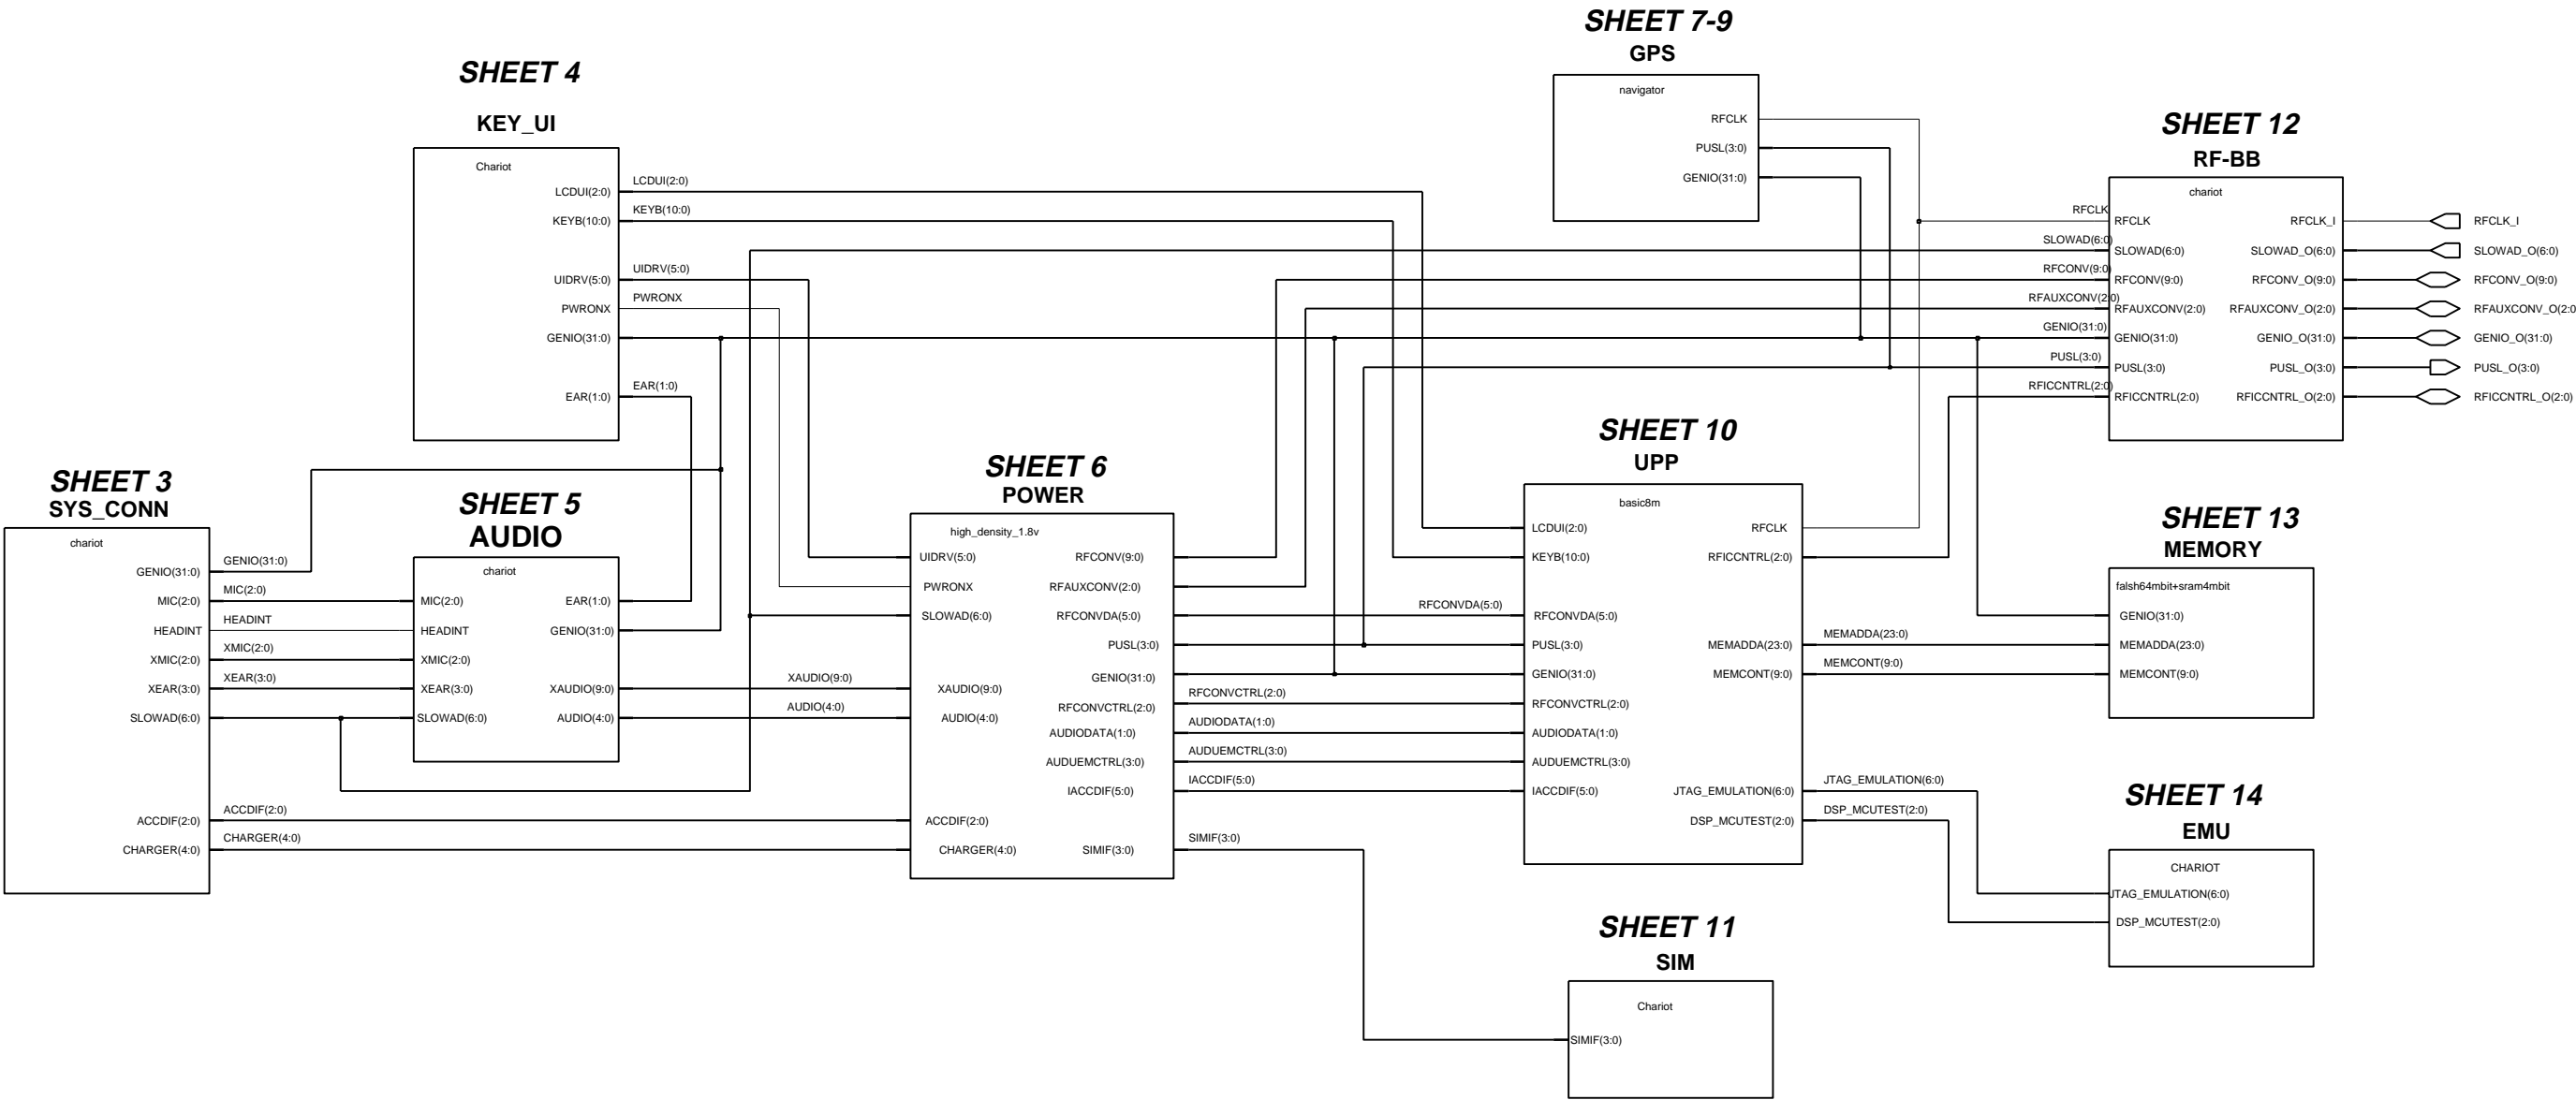 SHEET 7-9
GPS
navigator
RFCLK
PUSL(3:0)
GENIO(31:0)
SHEET 4
KEY_UI
Chariot
LCDUI(2:0)
KEYB(10:0)
UIDRV(5:0)
PWRONX
GENIO(31:0)
EAR(1:0)
LCDUI(2:0)
KEYB(10:0)
UIDRV(5:0)
PWRONX
EAR(1:0)
SHEET 12
RF-BB
chariot
RFCLK
SLOWAD(6:0)
RFCONV(9:0)
RFAUXCONV(2:0)
GENIO(31:0)
PUSL(3:0)
RFICCNTRL(2:0)
RFCLK
SLOWAD(6:0)
RFCONV(9:0)
RFAUXCONV(2:0)
GENIO(31:0)
PUSL(3:0)
RFICCNTRL(2:0)
RFCLK_I
SLOWAD_O(6:0)
RFCONV_O(9:0)
RFAUXCONV_O(2:0)
GENIO_O(31:0)
PUSL_O(3:0)
RFICCNTRL_O(2:0)
RFCLK_I
SLOWAD_O(6:0)
RFCONV_O(9:0)
RFAUXCONV_O(2:0
GENIO_O(31:0)
PUSL_O(3:0)
RFICCNTRL_O(2:0)
SHEET 3
SYS_CONN
chariot
GENIO(31:0)
MIC(2:0)
HEADINT
XMIC(2:0)
XEAR(3:0)
SLOWAD(6:0)
ACCDIF(2:0)
CHARGER(4:0)
GENIO(31:0)
MIC(2:0)
HEADINT
XMIC(2:0)
XEAR(3:0)
ACCDIF(2:0)
CHARGER(4:0)
SHEET 5
AUDIO
chariot
MIC(2:0)
HEADINT
XMIC(2:0)
XEAR(3:0)
SLOWAD(6:0)
EAR(1:0)
GENIO(31:0)
XAUDIO(9:0)
AUDIO(4:0)
XAUDIO(9:0)
AUDIO(4:0)
SHEET 6
POWER
high_density_1.8v
UIDRV(5:0)
PWRONX
SLOWAD(6:0)
XAUDIO(9:0)
AUDIO(4:0)
ACCDIF(2:0)
CHARGER(4:0)
RFCONV(9:0)
RFAUXCONV(2:0)
RFCONVDA(5:0)
PUSL(3:0)
GENIO(31:0)
RFCONVCTRL(2:0)
AUDIODATA(1:0)
AUDUEMCTRL(3:0)
IACCDIF(5:0)
SIMIF(3:0)
RFCONVDA(5:0)
RFCONVCTRL(2:0)
AUDIODATA(1:0)
AUDUEMCTRL(3:0)
IACCDIF(5:0)
SIMIF(3:0)
SHEET 10
UPP
basic8m
LCDUI(2:0)
KEYB(10:0)
RFCONVDA(5:0)
PUSL(3:0)
GENIO(31:0)
RFCONVCTRL(2:0)
AUDIODATA(1:0)
AUDUEMCTRL(3:0)
IACCDIF(5:0)
RFCLK
RFICCNTRL(2:0)
MEMADDA(23:0)
MEMCONT(9:0)
JTAG_EMULATION(6:0)
DSP_MCUTEST(2:0)
MEMADDA(23:0)
MEMCONT(9:0)
JTAG_EMULATION(6:0)
DSP_MCUTEST(2:0)
SHEET 13
MEMORY
falsh64mbit+sram4mbit
GENIO(31:0)
MEMADDA(23:0)
MEMCONT(9:0)
SHEET 14
EMU
CHARIOT
JTAG_EMULATION(6:0)
DSP_MCUTEST(2:0)
SHEET 11
SIM
Chariot
SIMIF(3:0)